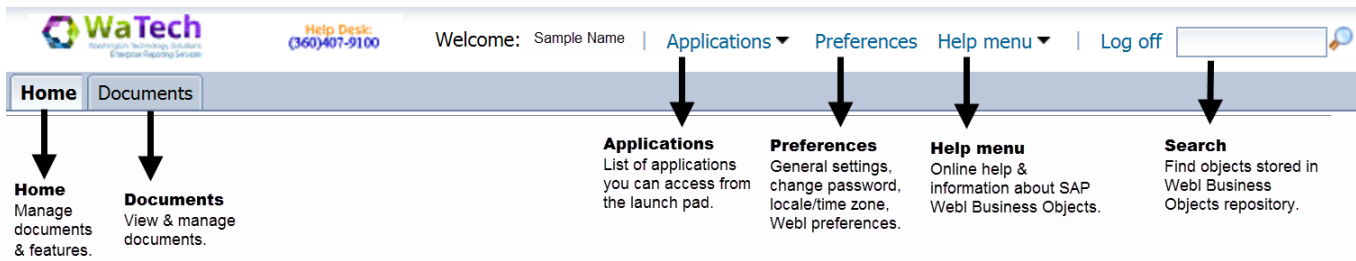 WaTech
Washington Technology Solutions
Enterprise Reporting Services
Help Desk:
(360)407-9100
Welcome: Sample Name | Applications Preferences Help menu | Log off
Home Documents
Home
Manage
documents
& features.
Documents
View & manage
documents.
Applications
List of applications
you can access from
the launch pad.
Preferences
General settings,
change password,
locale/time zone,
WebI preferences.
Help menu
Online help &
information about SAP
WebI Business Objects.
Search
Find objects stored in
WebI Business
Objects repository.